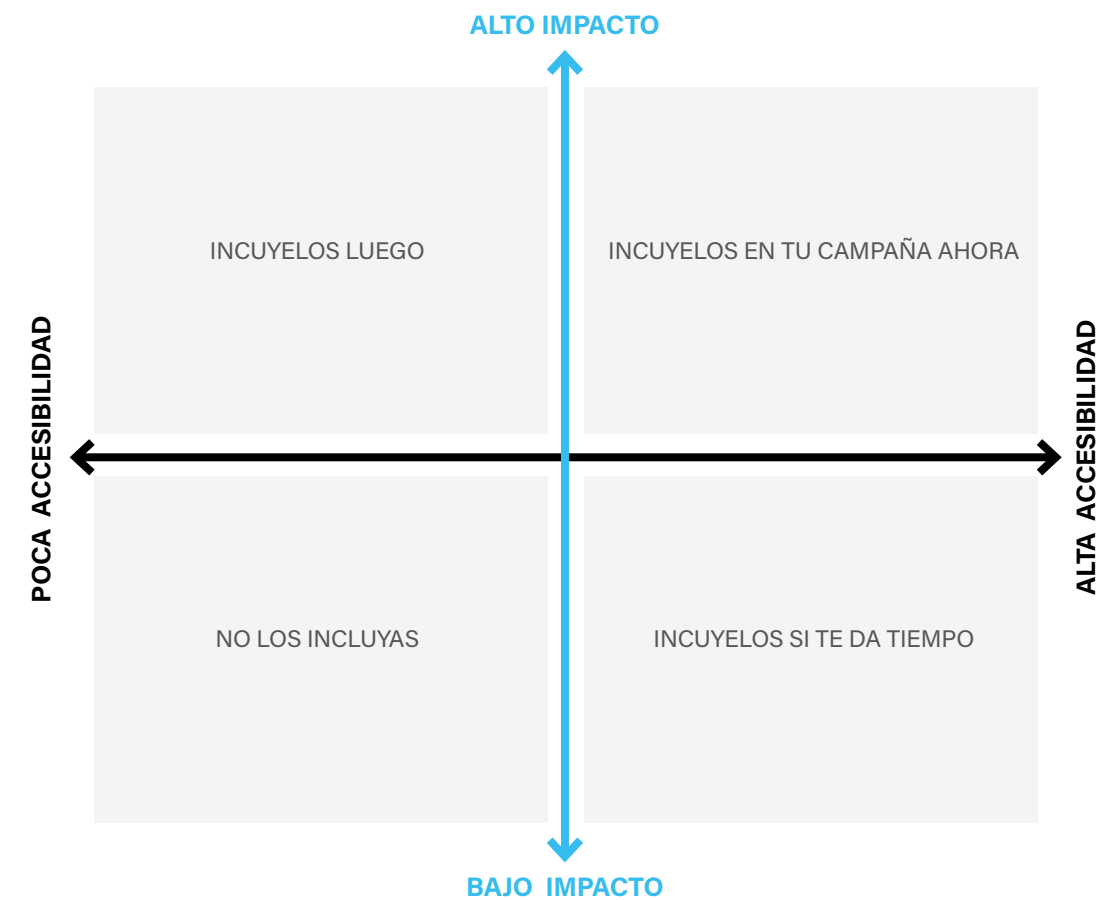 ALTO IMPACTO
INCUYELOS LUEGO
INCUYELOS EN TU CAMPAÑA AHORA
POCA ACCESIBILIDAD
ALTA ACCESIBILIDAD
NO LOS INCLUYAS
INCUYELOS SI TE DA TIEMPO
BAJO IMPACTO